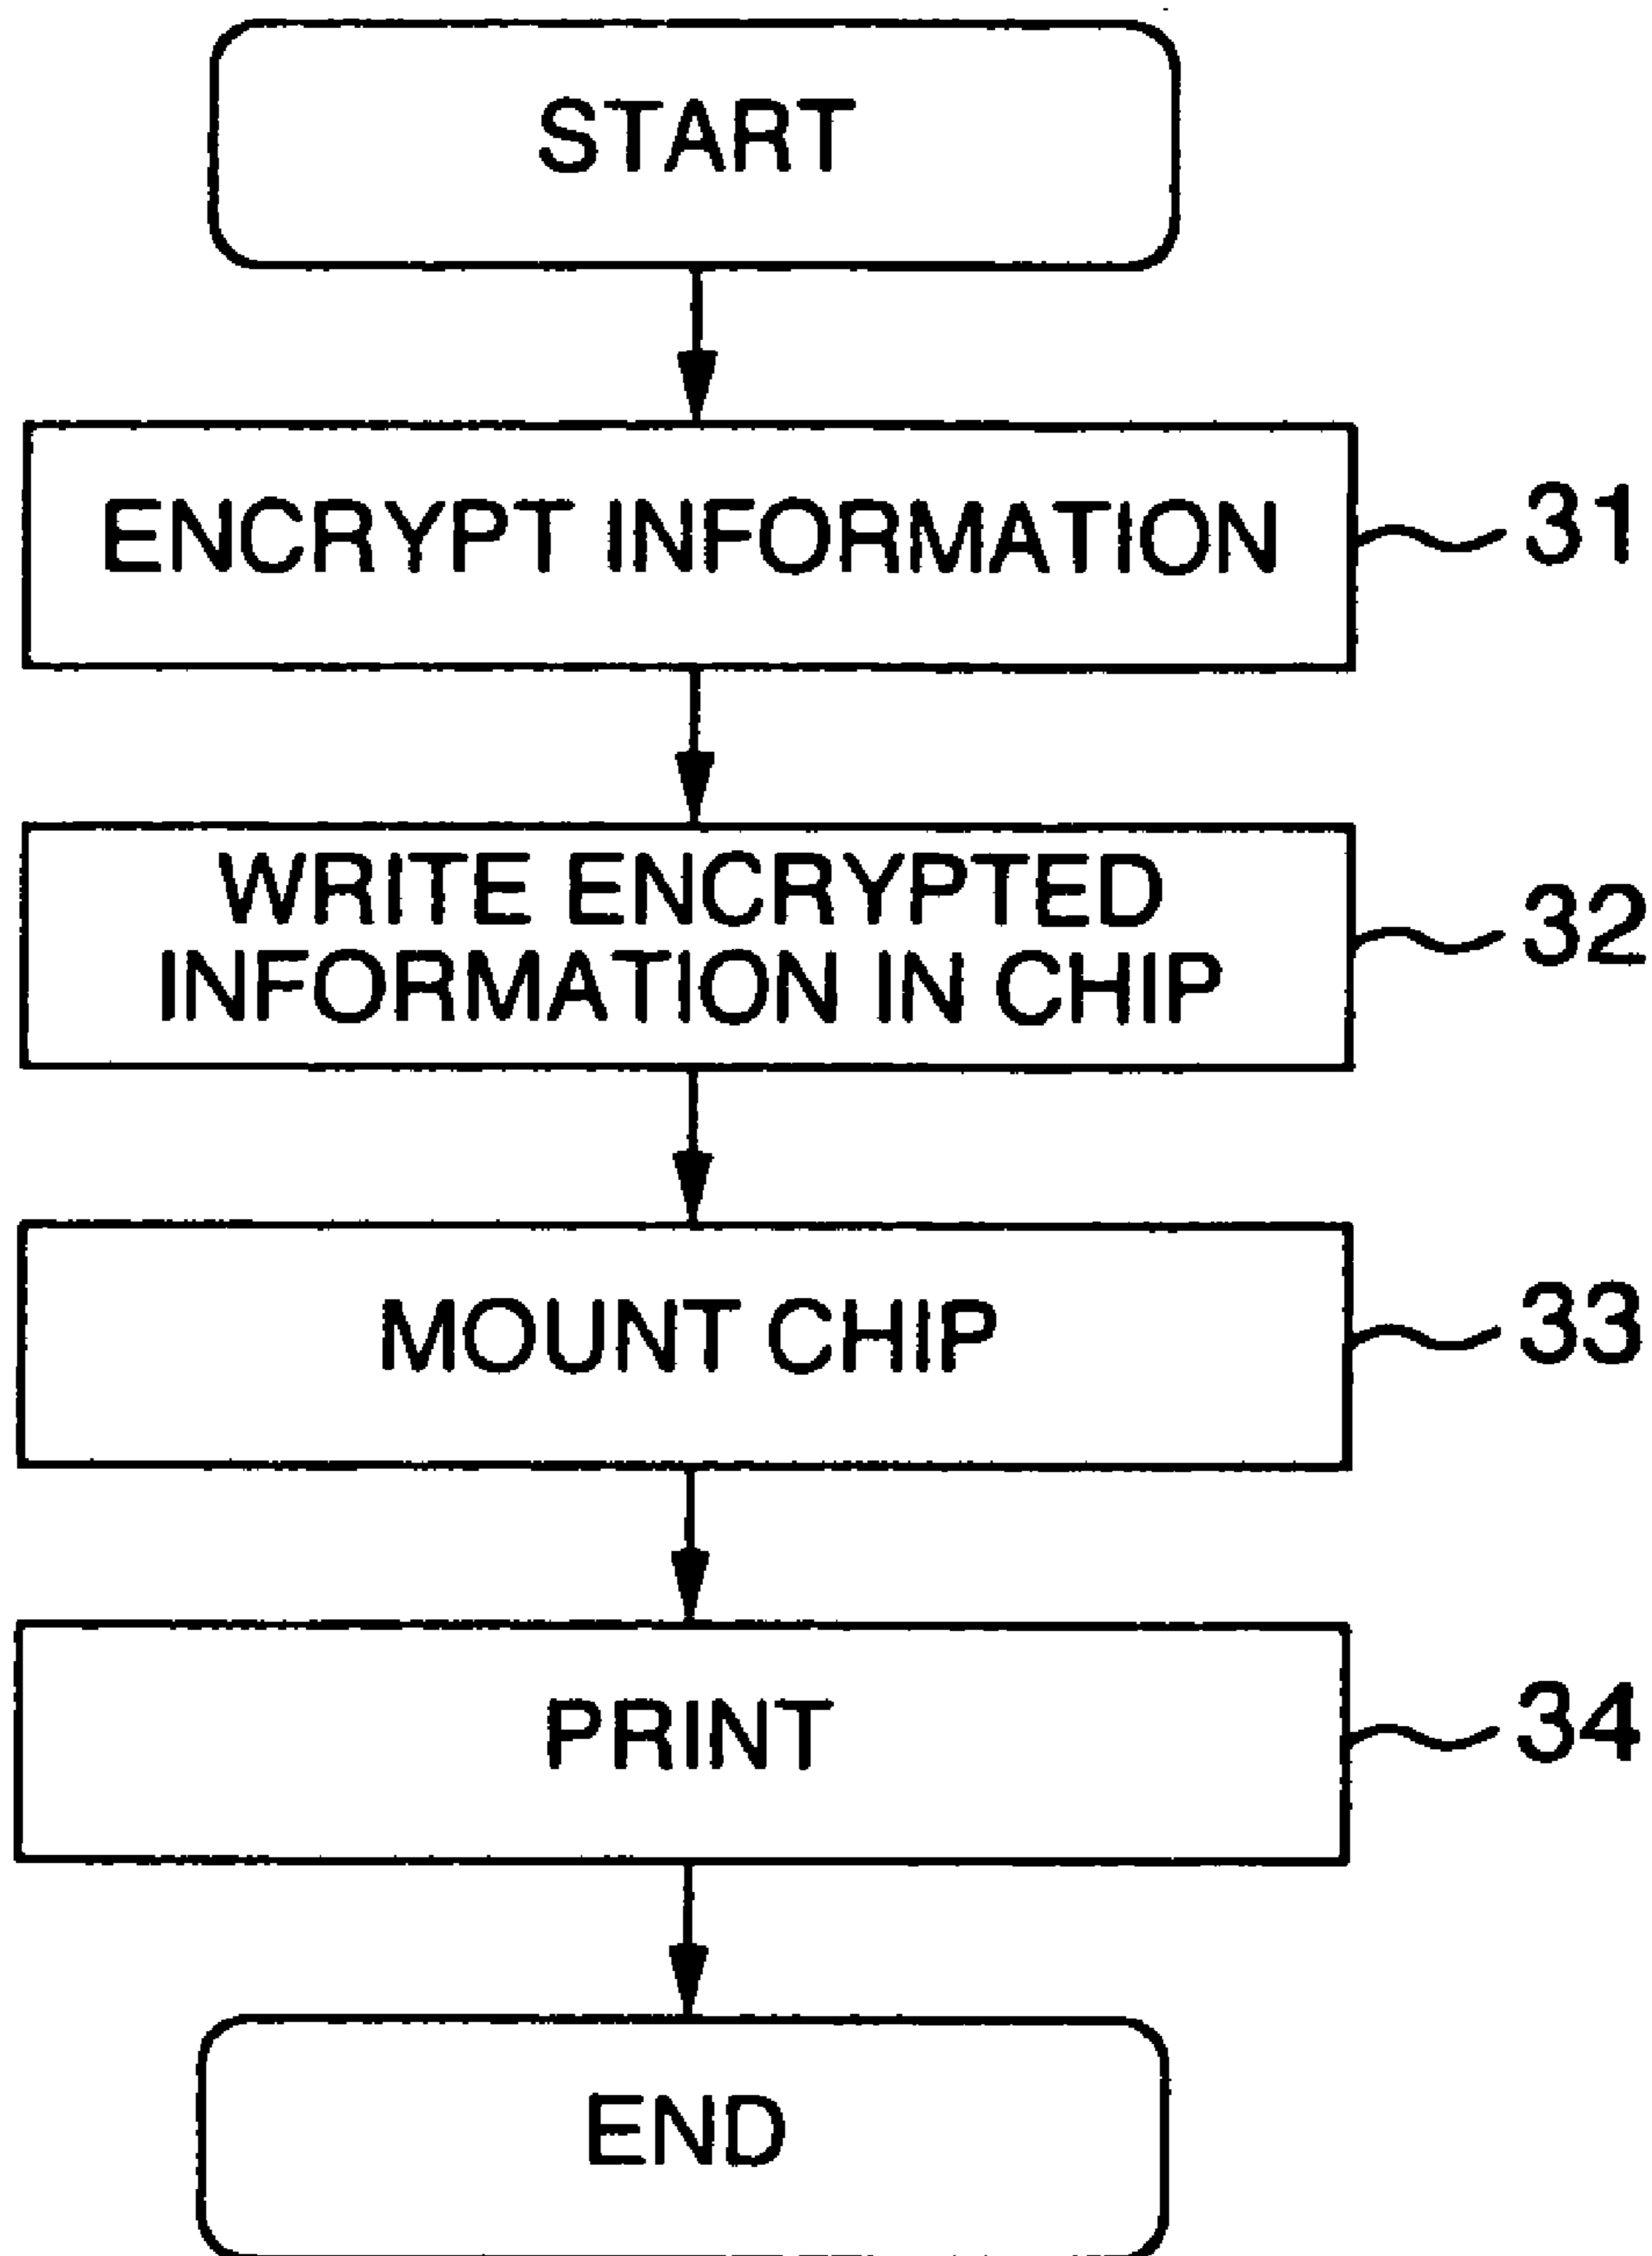 START
ENCRYPT INFORMATION
31
WRITE ENCRYPTED
INFORMATION IN CHIP
32
MOUNT CHIP
33
PRINT
34
END